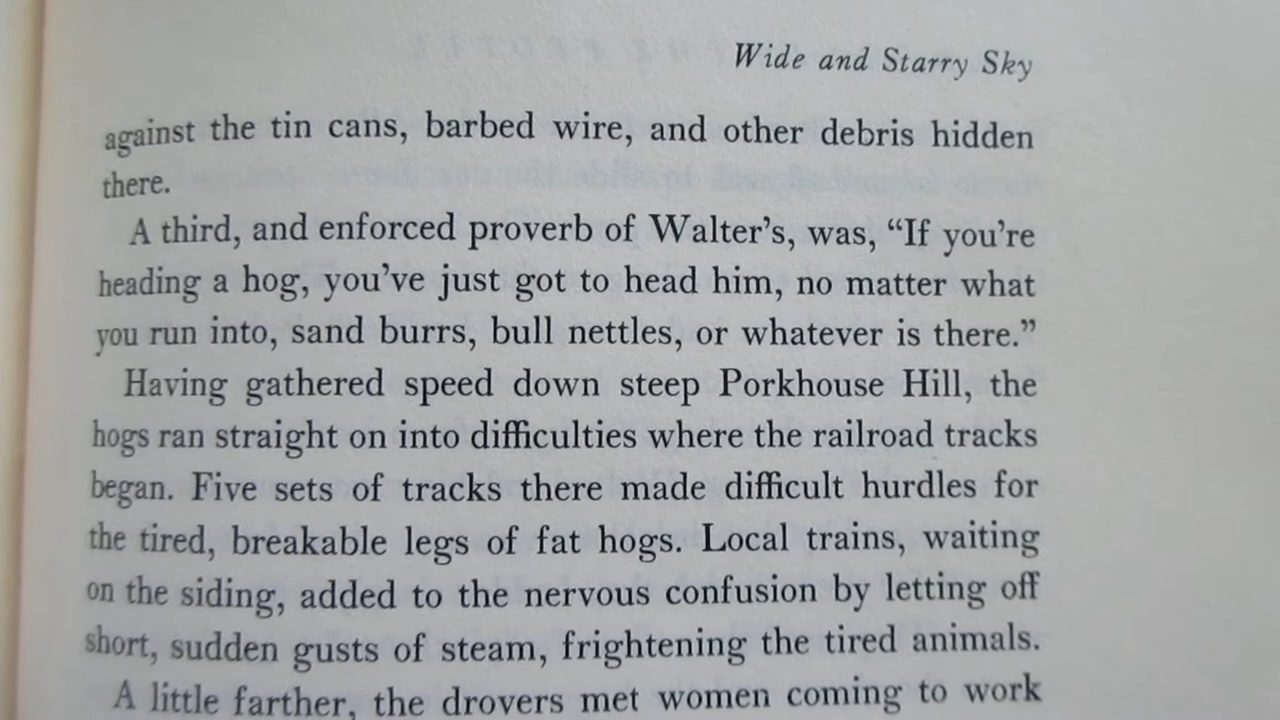 Wide and Starry Sky
against the tin cans, barbed wire, and other debris hidden
there.
A third, and enforced proverb of Walter’s, was, “If you’re
heading a hog, you’ve just got to head him, no matter what
you run into, sand burrs, bull nettles, or whatever is there.”
Having gathered speed down steep Porkhouse Hill, the
hogs ran straight on into difficulties where the railroad tracks
began. Five sets of tracks there made difficult hurdles for
the tired, breakable legs of fat hogs. Local trains, waiting
on the siding, added to the nervous confusion by letting off
short, sudden gusts of steam, frightening the tired animals.
A little farther, the drovers met women coming to work